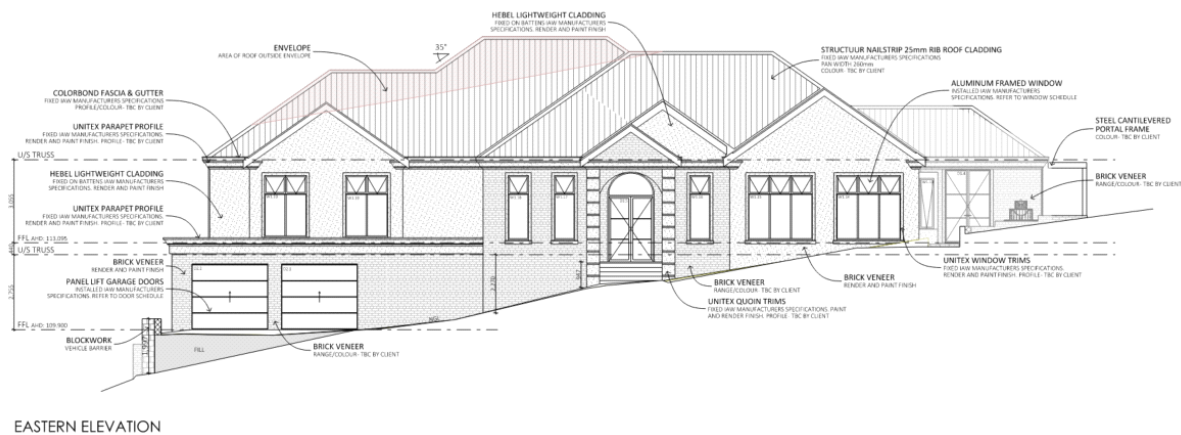 HEBEL LIGHTWEIGHT CLADDING
FIXED ON BATTENS IAW MANUFACTURERS
SPECIFICATIONS. RENDER AND PAINT FINISH
35°
ENVELOPE
AREA OF ROOF OUTSIDE ENVELOPE
STRUCTUUR NAILSTRIP 25mm RIB ROOF CLADDING
FIXED IAW MANUFACTURERS SPECIFICATIONS
PAN WIDTH 260mm
COLOUR- TBC BY CLIENT
ALUMINUM FRAMED WINDOW
INSTALLED IAW MANUFACTURERS
SPECIFICATIONS. REFER TO WINDOW SCHEDULE
COLORBOND FASCIA & GUTTER
FIXED IAW MANUFACTURERS SPECIFICATIONS
PROFILE/COLOUR- TBC BY CLIENT
STEEL CANTILEVERED
PORTAL FRAME
COLOUR- TBC BY CLIENT
UNITEX PARAPET PROFILE
FIXED IAW MANUFACTURERS SPECIFICATIONS.
RENDER AND PAINT FINISH. PROFILE- TBC BY CLIENT
U/S TRUSS
HEBEL LIGHTWEIGHT CLADDING
FIXED ON BATTENS IAW MANUFACTURERS
SPECIFICATIONS. RENDER AND PAINT FINISH
BRICK VENEER
RANGE/COLOUR- TBC BY CLIENT
UNITEX PARAPET PROFILE
FIXED IAW MANUFACTURERS SPECIFICATIONS.
RENDER AND PAINT FINISH. PROFILE- TBC BY CLIENT
FFL AHD 113.095
U/S TRUSS
BRICK VENEER
RENDER AND PAINT FINISH
PANEL LIFT GARAGE DOORS
INSTALLED IAW MANUFACTURERS
SPECIFICATIONS. REFER TO DOOR SCHEDULE
2,755
UNITEX WINDOW TRIMS
FIXED IAW MANUFACTURERS SPECIFICATIONS.
RENDER AND PAINT FINISH. PROFILE- TBC BY CLIENT
BRICK VENEER
RENDER AND PAINT FINISH
BRICK VENEER
RANGE/COLOUR- TBC BY CLIENT
UNITEX QUOIN TRIMS
FIXED IAW MANUFACTURERS SPECIFICATIONS. PAINT
AND RENDER FINISH. PROFILE- TBC BY CLIENT
NGL
FFL AHD 109.900
BLOCKWORK
VEHICLE BARRIER
FILL
BRICK VENEER
RANGE/COLOUR- TBC BY CLIENT
EASTERN ELEVATION